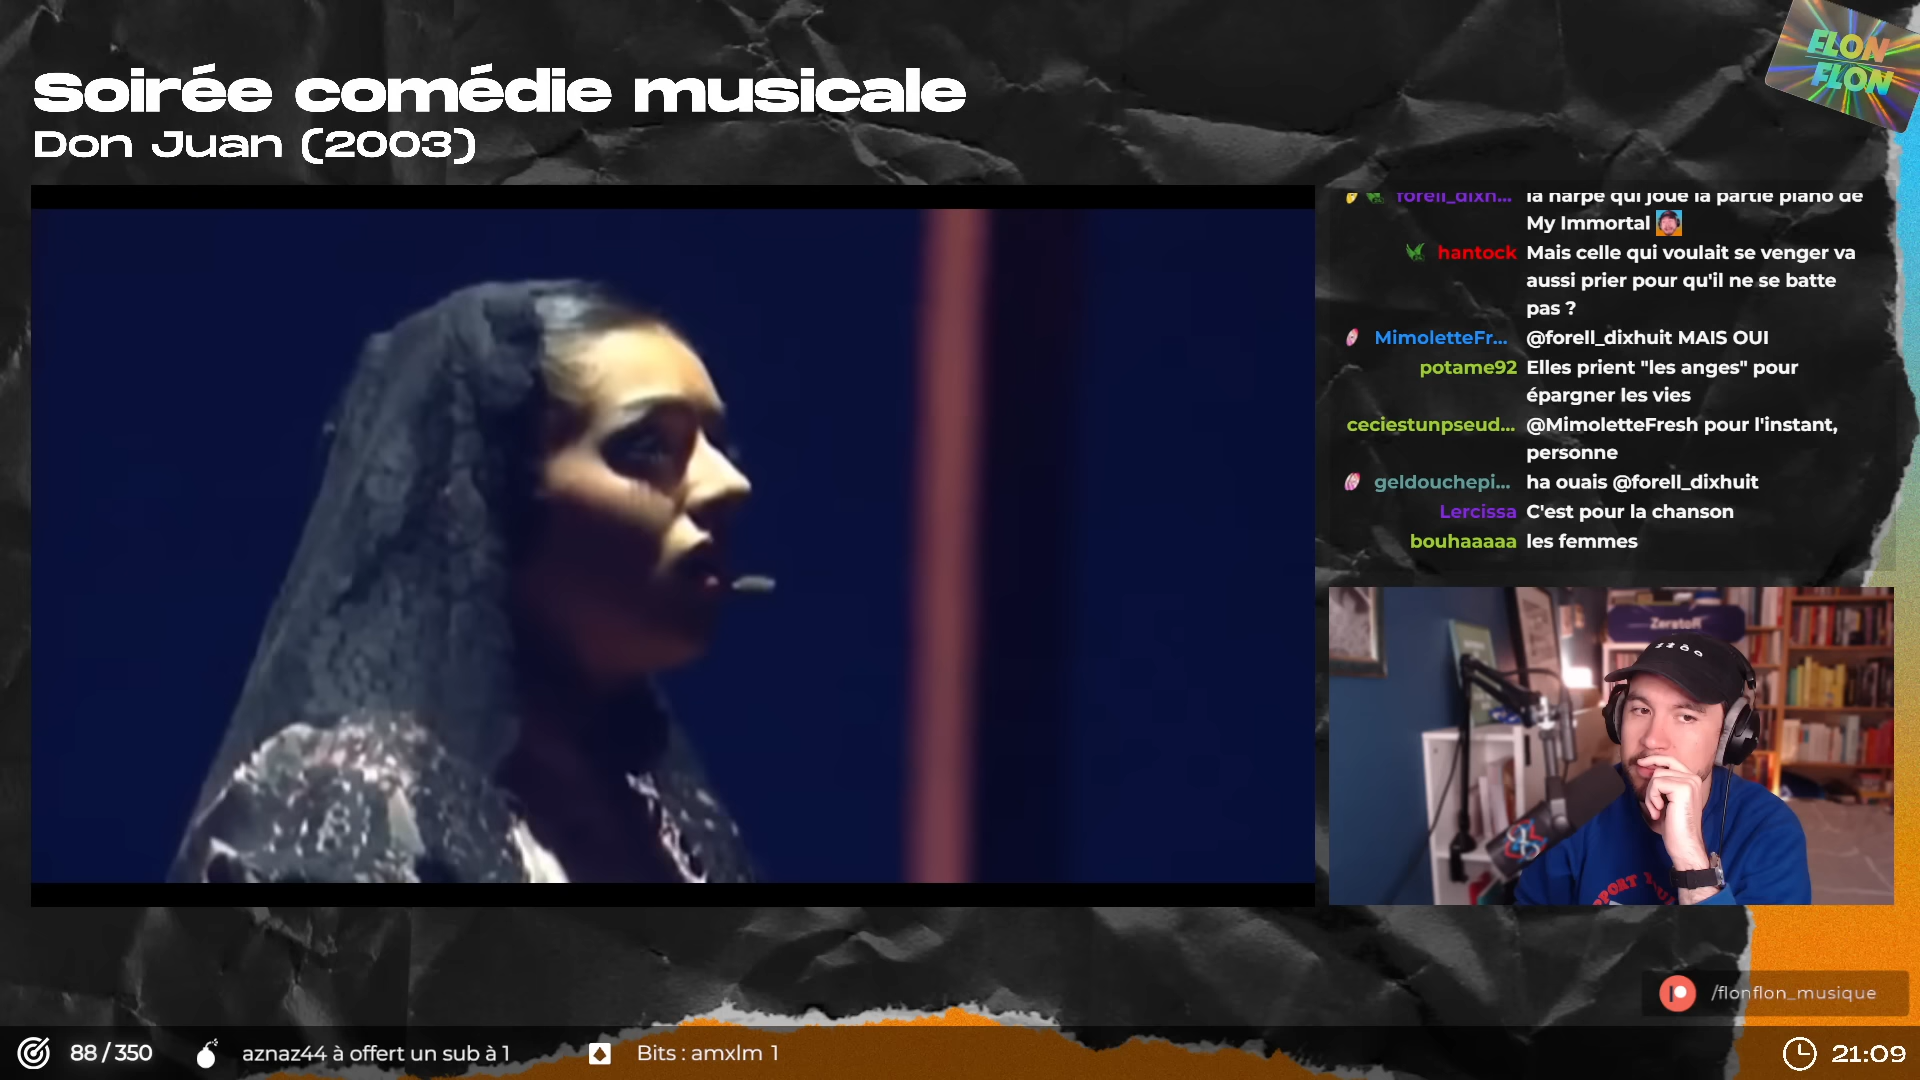 Soirée comédie musicale
Don Juan (2003)
FLON
FLON
forell_dixh... la harpe qui joue la partie piano de
My Immortal
hantock Mais celle qui voulait se venger va
aussi prier pour qu'il ne se batte
pas ?
MimoletteFr... @forell_dixhuit MAIS OUI
potame92 Elles prient "les anges" pour
épargner les vies
ceciestunpseud... @MimoletteFresh pour l'instant,
personne
geldouchepi... ha ouais @forell_dixhuit
Lercissa C'est pour la chanson
bouhaaaaa les femmes
ZeratoR
/flonflon_musique
88 / 350
aznaz44 à offert un sub à 1
Bits : amxlm 1
21:09